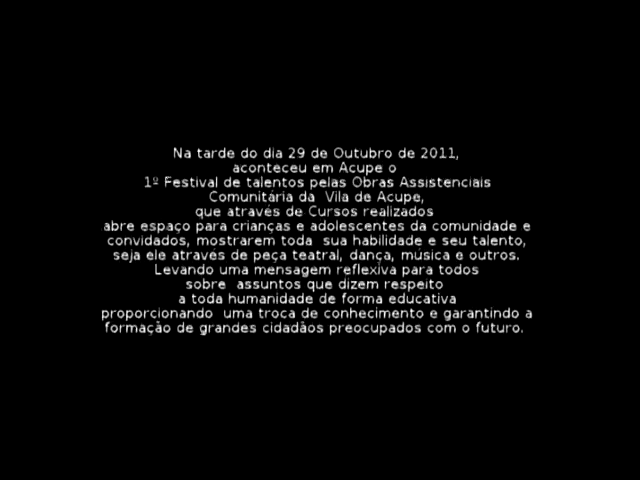 Na tarde do dia 29 de Outubro de 2011,
aconteceu em Acupe o
1º Festival de talentos pelas Obras Assistenciais
Comunitária da Vila de Acupe,
que através de Cursos realizados
abre espaço para crianças e adolescentes da comunidade e
convidados, mostrarem toda sua habilidade e seu talento,
seja ele através de peça teatral, dança, música e outros.
Levando uma mensagem reflexiva para todos
sobre assuntos que dizem respeito
a toda humanidade de forma educativa
proporcionando uma troca de conhecimento e garantindo a
formação de grandes cidadãos preocupados com o futuro.